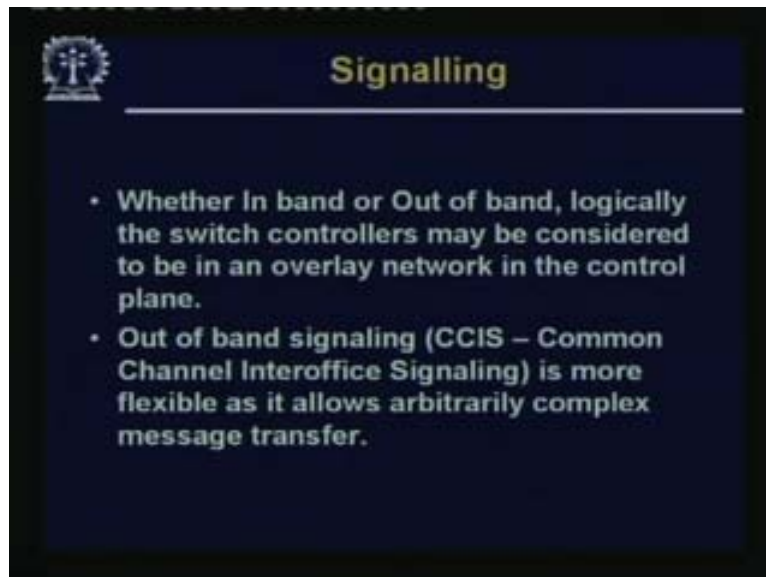 Signalling
• Whether In band or Out of band, logically
the switch controllers may be considered
to be in an overlay network in the control
plane.
• Out of band signaling (CCIS – Common
Channel Interoffice Signaling) is more
flexible as it allows arbitrarily complex
message transfer.